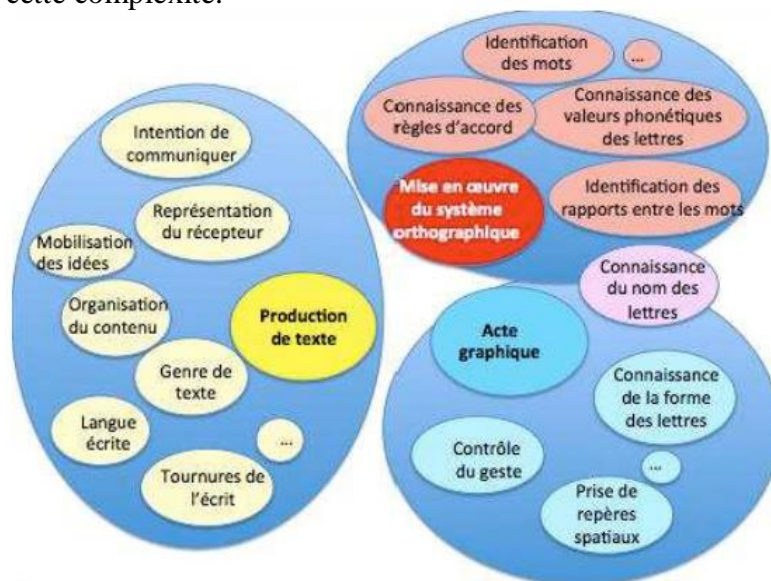 cette complexité.
Intention de
communiquer
Représentation
du récepteur
Mobilisation
des idées
Organisation
du contenu
Production
de texte
Genre de
texte
Langue
écrite
...
Tournures de
l'écrit
Identification
des mots
...
Connaissance des
règles d'accord
Connaissance des
valeurs phonétiques
des lettres
Mise en œuvre
du système
orthographique
Identification des
rapports entre les mots
Connaissance
du nom des
lettres
Acte
graphique
Connaissance
de la forme
des lettres
Contrôle
du geste
...
Prise de
repères
spatiaux